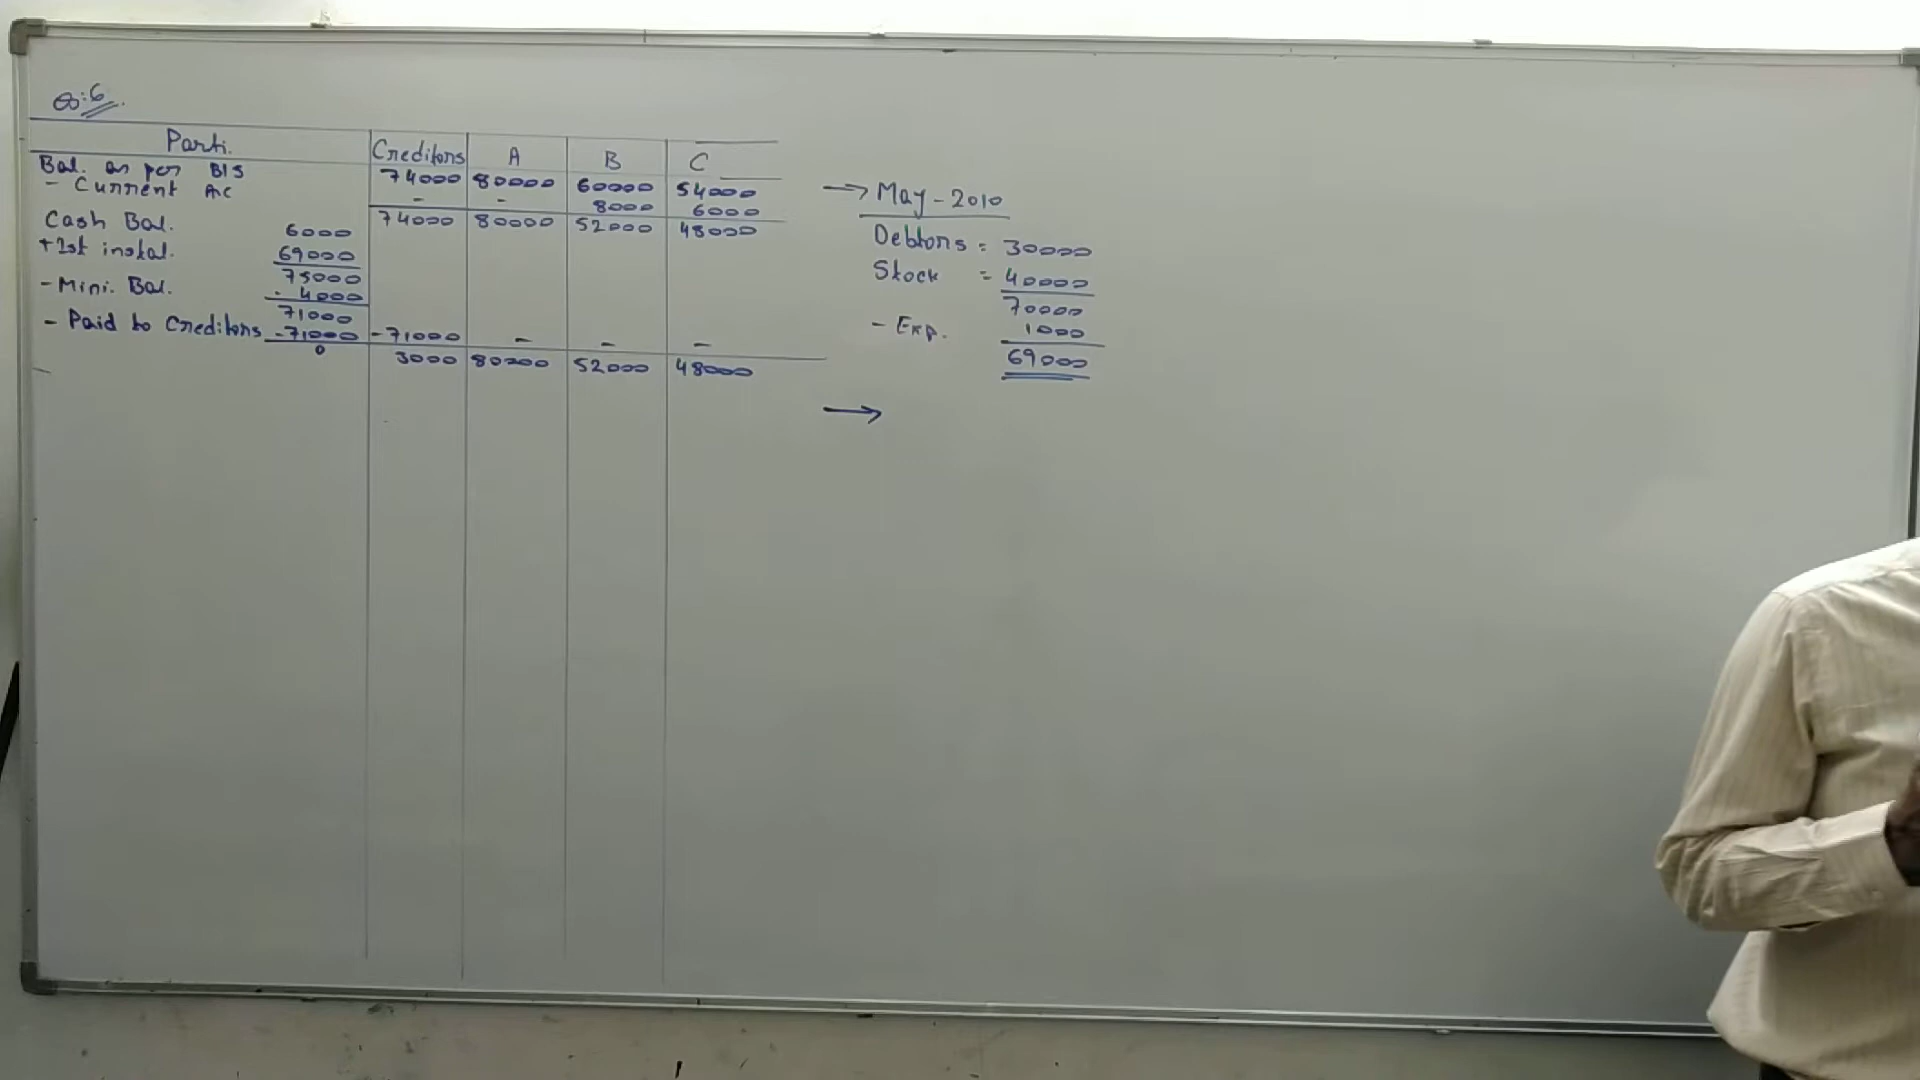 Parti. Creditors A B C
Bal. as per B/S 74000 80000 60000 54000
- Current A/c - - 8000 6000
74000 80000 52000 48000
Cash Bal. 6000
+ 1st instal. 69000
75000
- Mini. Bal. - 4000
71000
- Paid to Creditors -71000 -71000 - - -
0 3000 80000 52000 48000
→ May - 2010
Debtors = 30000
Stock = 40000
70000
- Exp. 1000
69000
→